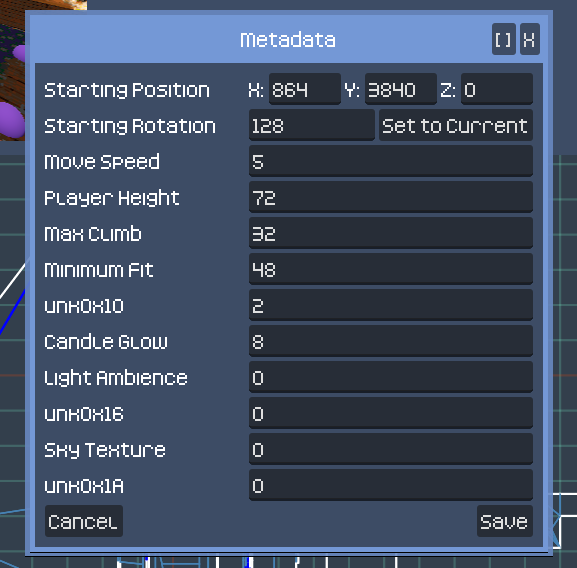 Metadata [] X
Starting Position X: 864 Y: 3840 Z: 0
Starting Rotation 128 Set to Current
Move Speed 5
Player Height 72
Max Climb 32
Minimum Fit 48
unk0x10 2
Candle Glow 8
Light Ambience 0
unk0x16 0
Sky Texture 0
unk0x1A 0
Cancel Save